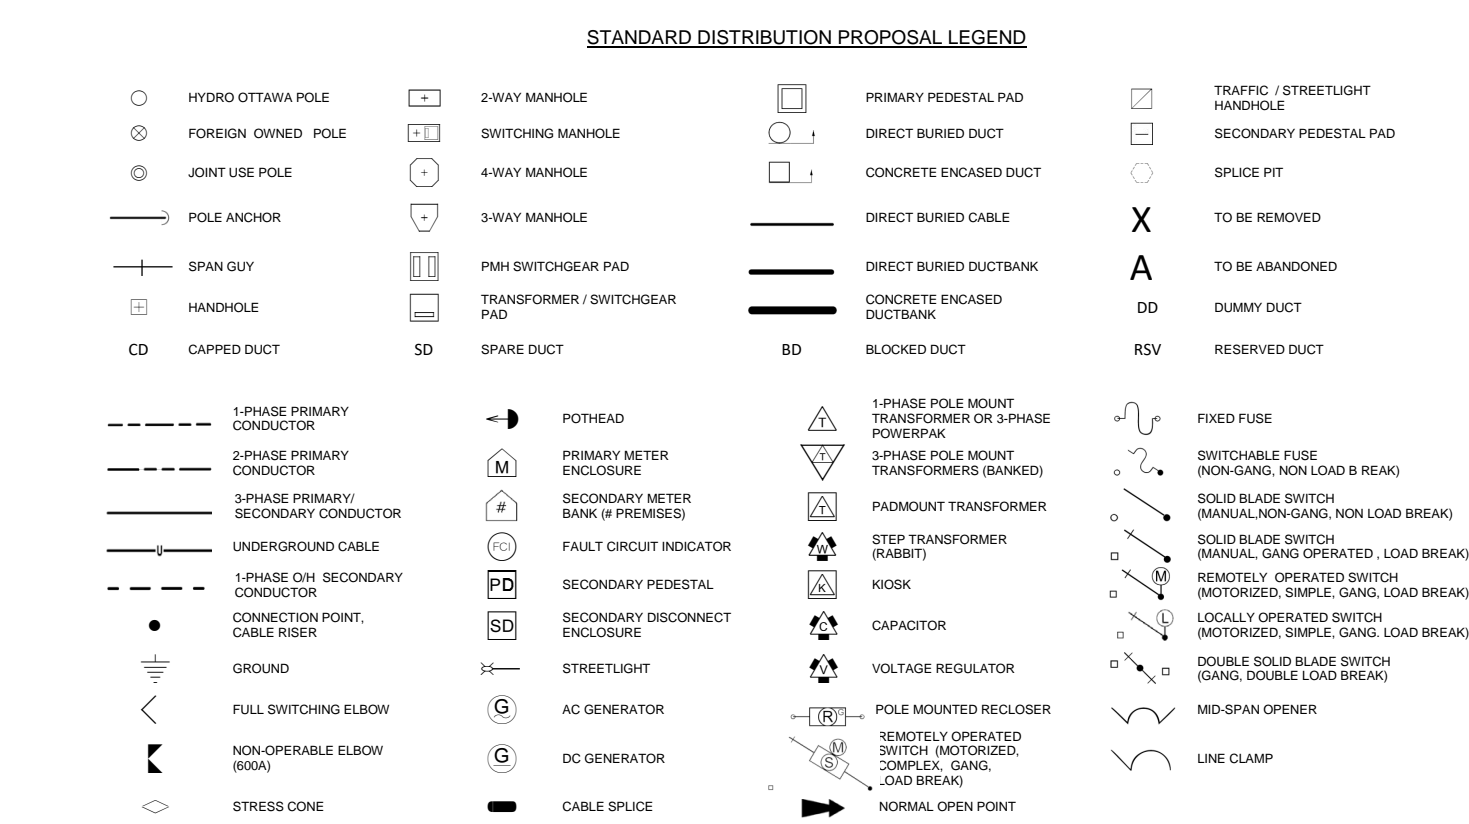 STANDARD DISTRIBUTION PROPOSAL LEGEND
HYDRO OTTAWA POLE
+
2-WAY MANHOLE
PRIMARY PEDESTAL PAD
TRAFFIC / STREETLIGHT
HANDHOLE
FOREIGN OWNED POLE
+
SWITCHING MANHOLE
DIRECT BURIED DUCT
SECONDARY PEDESTAL PAD
JOINT USE POLE
+
4-WAY MANHOLE
CONCRETE ENCASED DUCT
SPLICE PIT
POLE ANCHOR
+
3-WAY MANHOLE
DIRECT BURIED CABLE
X
TO BE REMOVED
SPAN GUY
PMH SWITCHGEAR PAD
DIRECT BURIED DUCTBANK
A
TO BE ABANDONED
+
HANDHOLE
TRANSFORMER / SWITCHGEAR
PAD
CONCRETE ENCASED
DUCTBANK
DD
DUMMY DUCT
CD
CAPPED DUCT
SD
SPARE DUCT
BD
BLOCKED DUCT
RSV
RESERVED DUCT
1-PHASE PRIMARY
CONDUCTOR
POTHEAD
T
1-PHASE POLE MOUNT
TRANSFORMER OR 3-PHASE
POWERPAK
FIXED FUSE
2-PHASE PRIMARY
CONDUCTOR
M
PRIMARY METER
ENCLOSURE
T
3-PHASE POLE MOUNT
TRANSFORMERS (BANKED)
SWITCHABLE FUSE
(NON-GANG, NON LOAD B REAK)
3-PHASE PRIMARY/
SECONDARY CONDUCTOR
#
SECONDARY METER
BANK (# PREMISES)
T
PADMOUNT TRANSFORMER
SOLID BLADE SWITCH
(MANUAL,NON-GANG, NON LOAD BREAK)
U
UNDERGROUND CABLE
FCI
FAULT CIRCUIT INDICATOR
W
STEP TRANSFORMER
(RABBIT)
SOLID BLADE SWITCH
(MANUAL, GANG OPERATED , LOAD BREAK)
1-PHASE O/H SECONDARY
CONDUCTOR
PD
SECONDARY PEDESTAL
K
KIOSK
M
REMOTELY OPERATED SWITCH
(MOTORIZED, SIMPLE, GANG, LOAD BREAK)
CONNECTION POINT,
CABLE RISER
SD
SECONDARY DISCONNECT
ENCLOSURE
C
CAPACITOR
L
LOCALLY OPERATED SWITCH
(MOTORIZED, SIMPLE, GANG. LOAD BREAK)
GROUND
STREETLIGHT
V
VOLTAGE REGULATOR
DOUBLE SOLID BLADE SWITCH
(GANG, DOUBLE LOAD BREAK)
FULL SWITCHING ELBOW
G
AC GENERATOR
R G
POLE MOUNTED RECLOSER
MID-SPAN OPENER
NON-OPERABLE ELBOW
(600A)
G
DC GENERATOR
M
S
REMOTELY OPERATED
SWITCH (MOTORIZED,
COMPLEX, GANG,
LOAD BREAK)
LINE CLAMP
STRESS CONE
CABLE SPLICE
NORMAL OPEN POINT